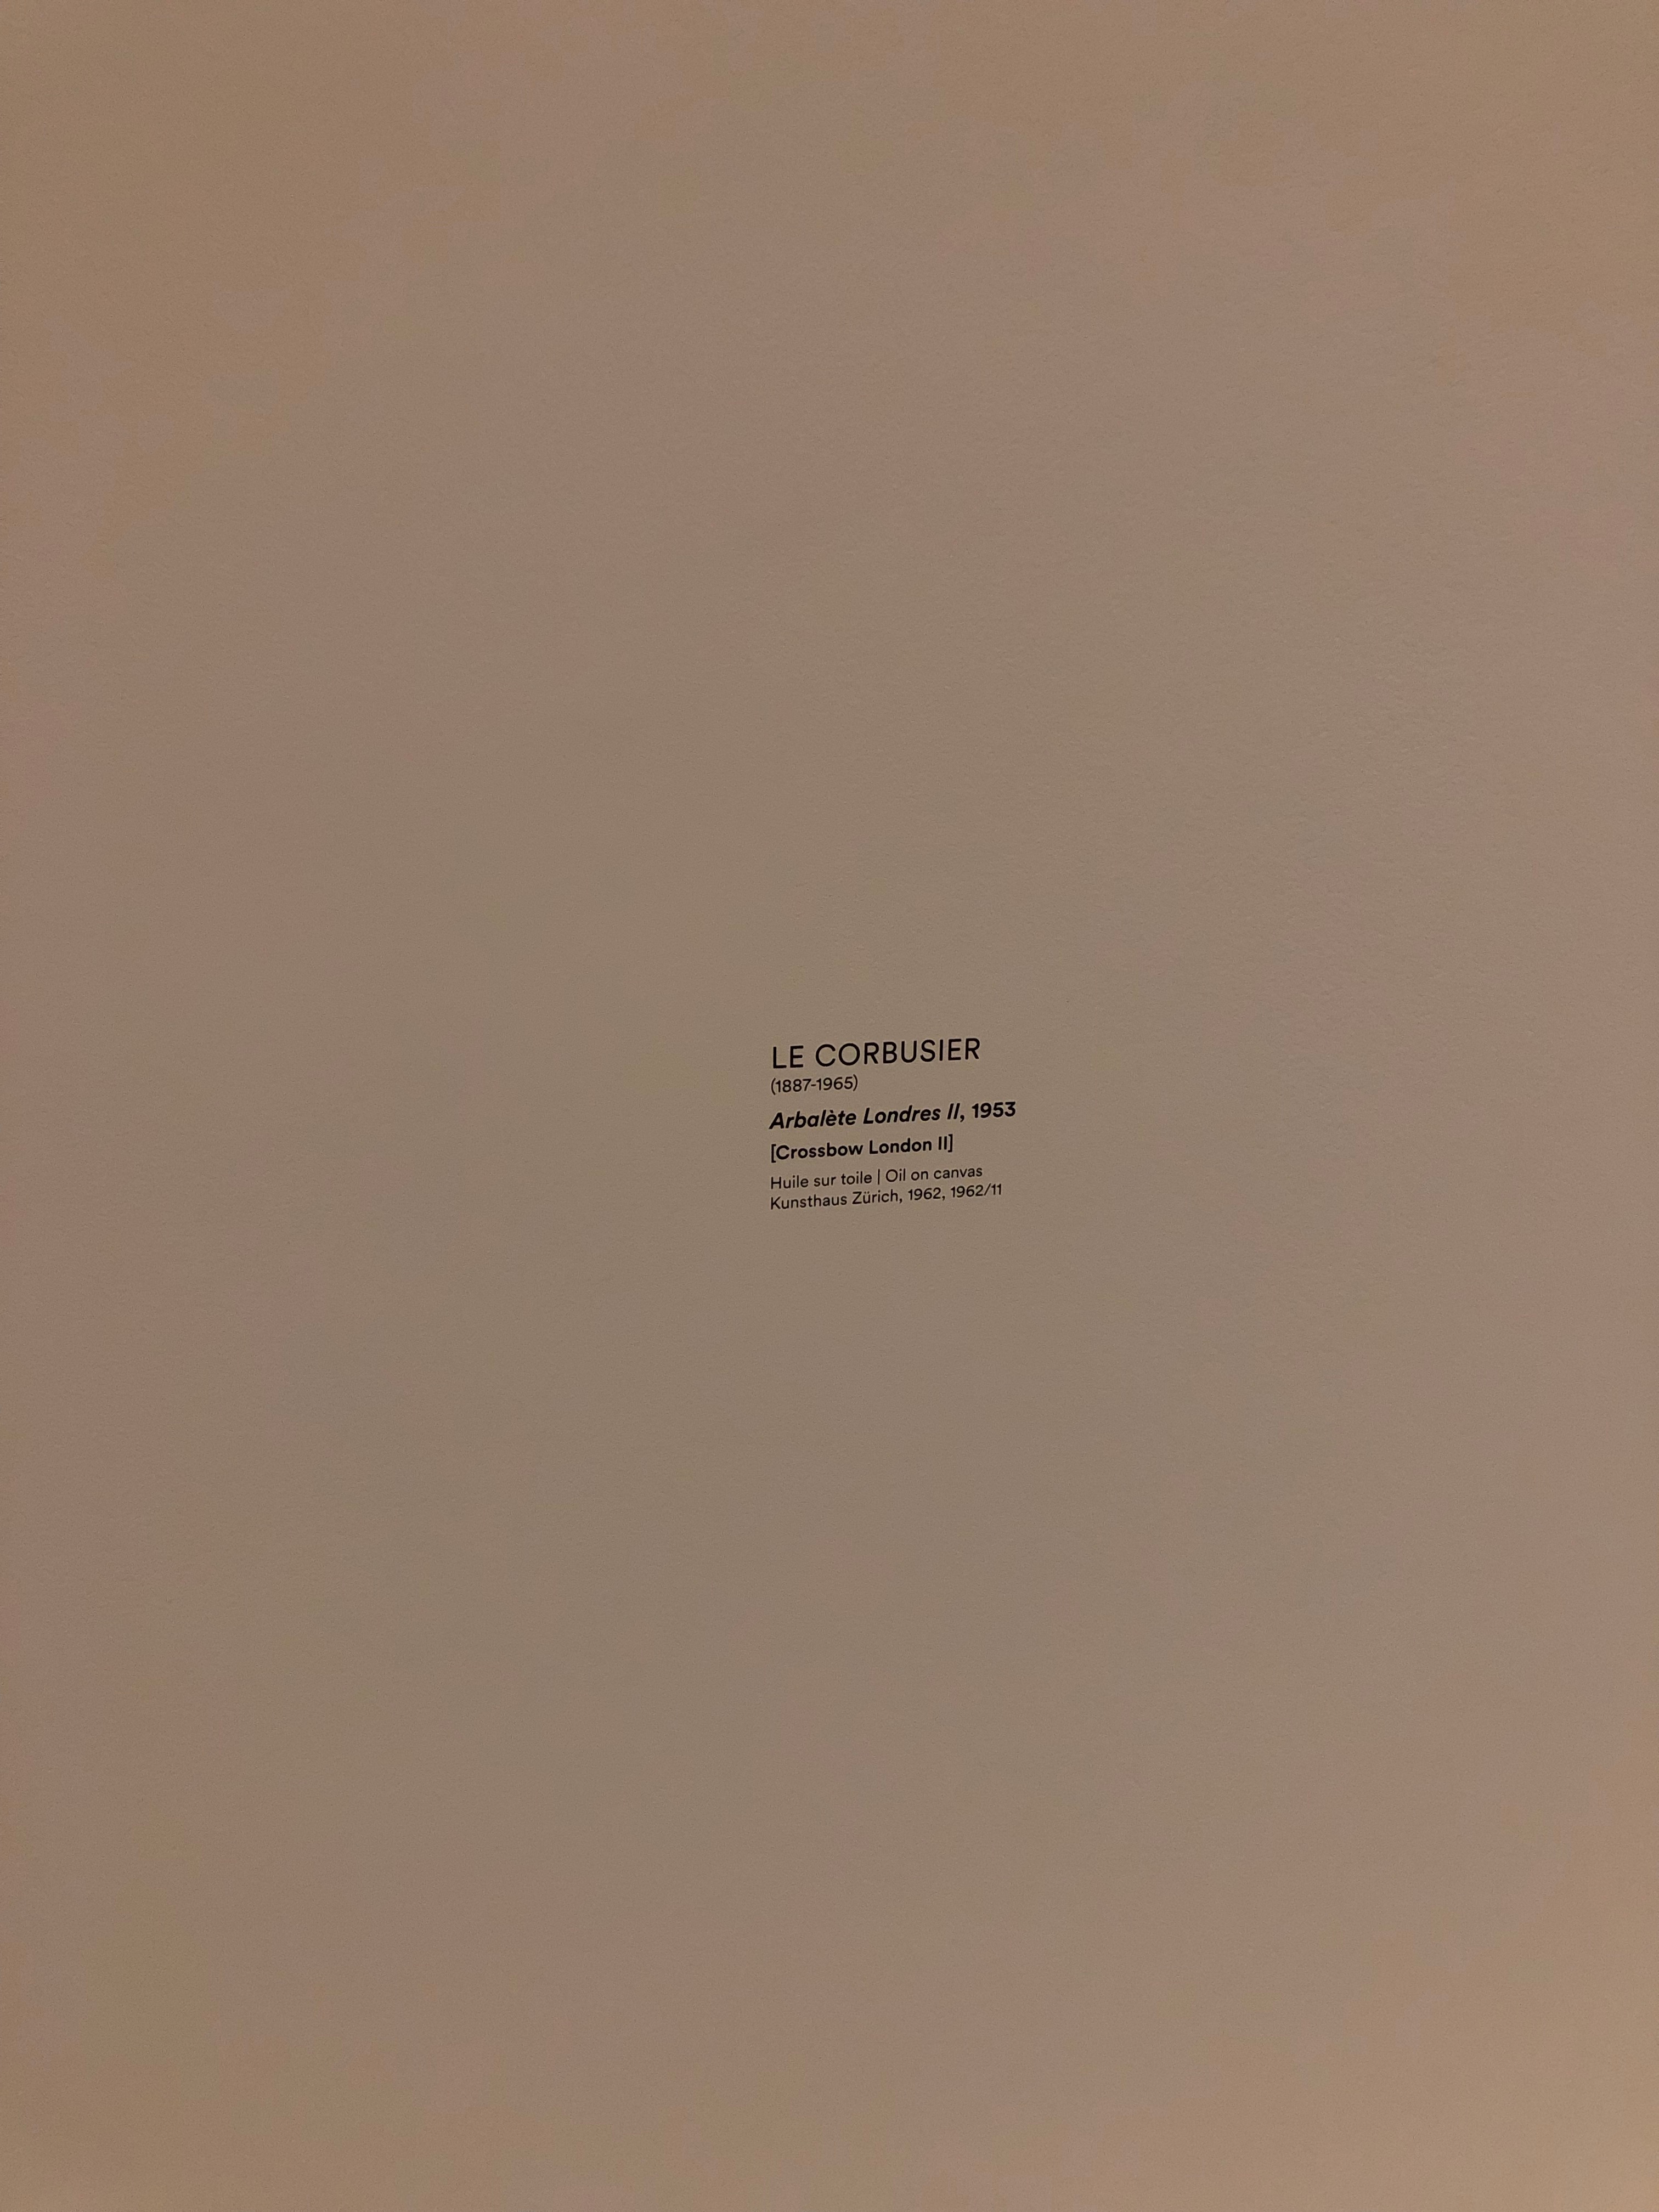 LE CORBUSIER
(1887-1965)
Arbalète Londres II, 1953
[Crossbow London II]
Huile sur toile | Oil on canvas
Kunsthaus Zürich, 1962, 1962/11